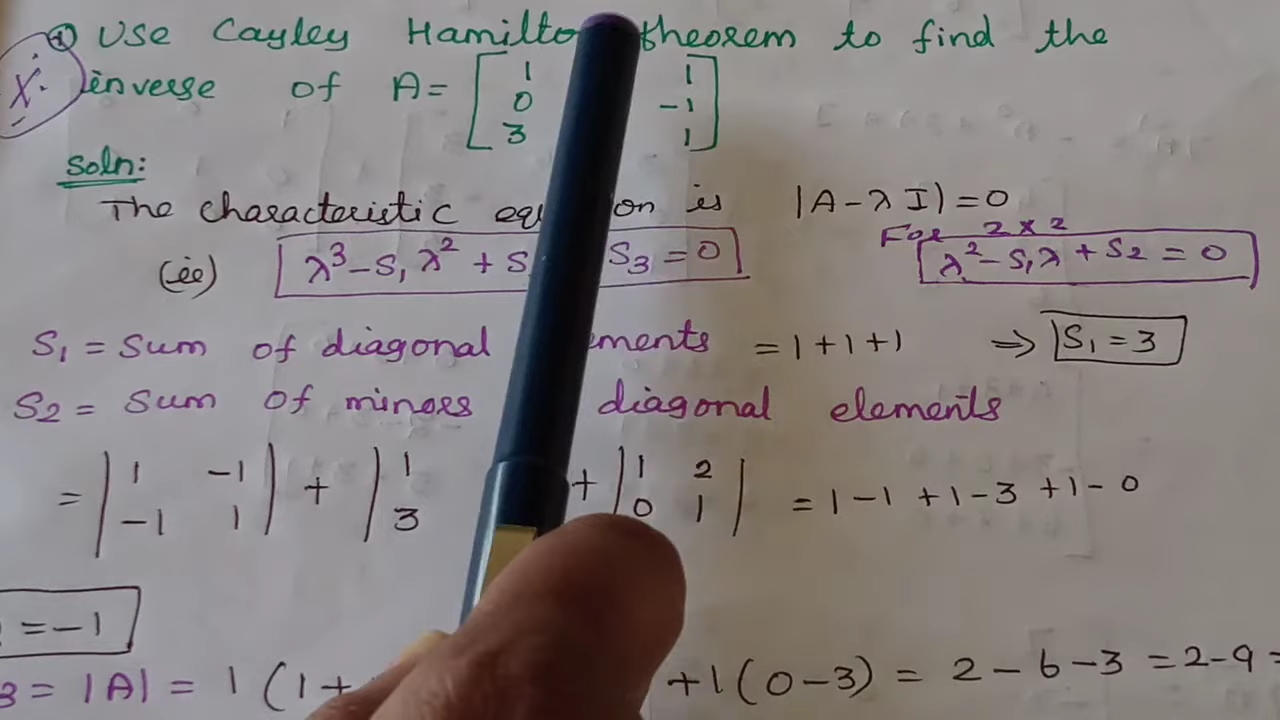 ① Use Cayley Hamilto theorem to find the
X. inverse of A = [ 1 1
0 -1
3 1 ]
Soln:
The characteristic equ on is |A-λI|=0
For 2×2
(ie) λ³-S₁λ²+S S₃=0 λ²-S₁λ+S₂=0
S₁ = Sum of diagonal ements = 1+1+1 ⇒ S₁=3
S₂ = Sum of minors diagonal elements
= | 1 -1 | + | 1 + | 1 2 | = 1-1+1-3+1-0
| -1 1 | | 3 | 0 1 |
=-1
3 = |A| = 1(1+ +1(0-3) = 2-6-3 = 2-9 =